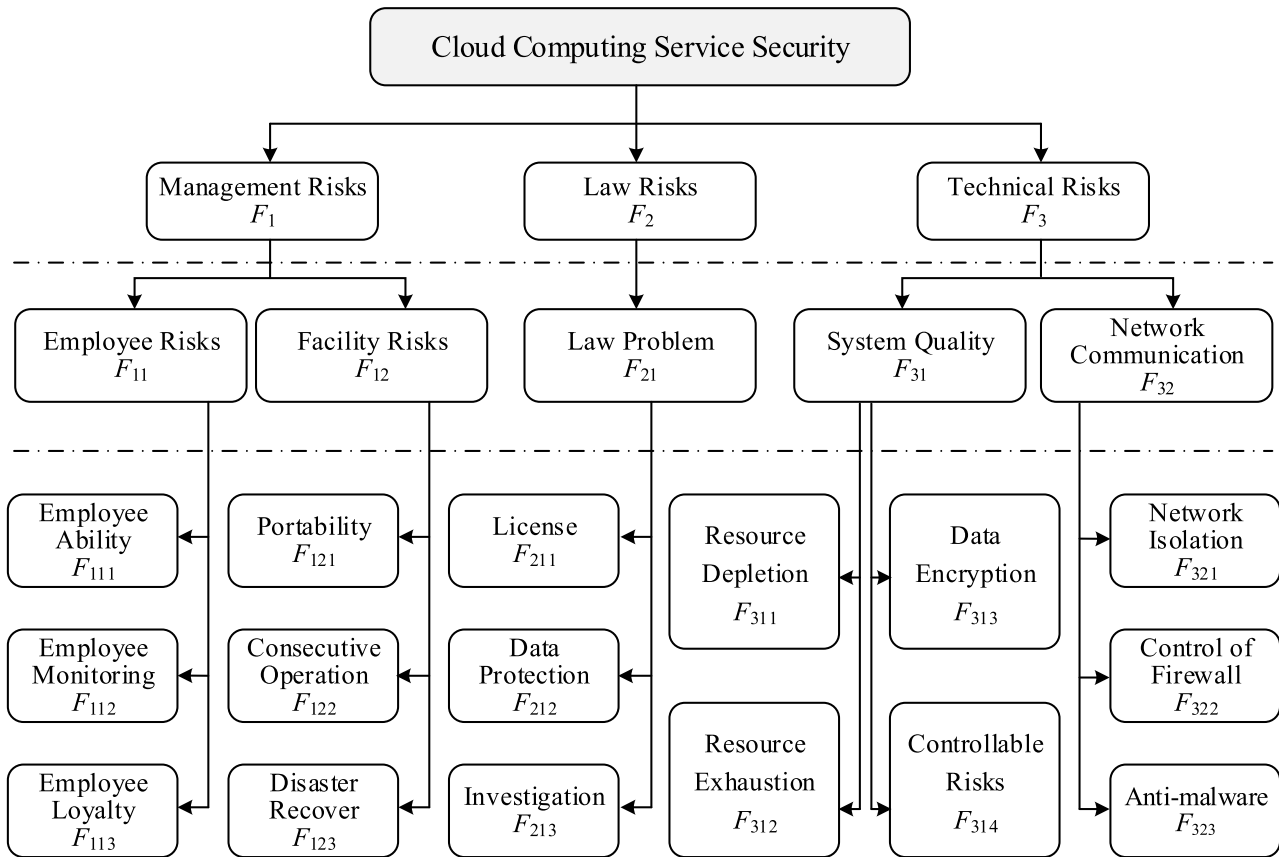 Cloud Computing Service Security
Management Risks
F1
Law Risks
F2
Technical Risks
F3
Employee Risks
F11
Facility Risks
F12
Law Problem
F21
System Quality
F31
Network
Communication
F32
Employee
Ability
F111
Portability
F121
License
F211
Resource
Depletion
F311
Data
Encryption
F313
Network
Isolation
F321
Employee
Monitoring
F112
Consecutive
Operation
F122
Data
Protection
F212
Control of
Firewall
F322
Employee
Loyalty
F113
Disaster
Recover
F123
Investigation
F213
Resource
Exhaustion
F312
Controllable
Risks
F314
Anti-malware
F323